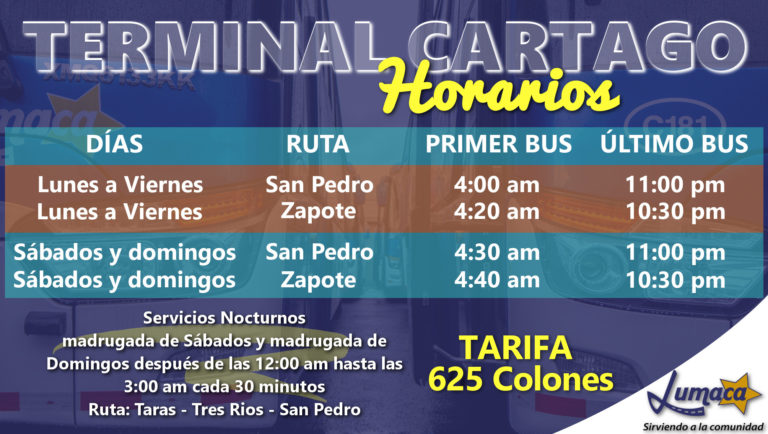 TERMINAL CARTAGO
Horarios
XMC0133RK
Lumaca
C181
DÍAS RUTA PRIMER BUS ÚLTIMO BUS
Lunes a Viernes San Pedro 4:00 am 11:00 pm
Lunes a Viernes Zapote 4:20 am 10:30 pm
Sábados y domingos San Pedro 4:30 am 11:00 pm
Sábados y domingos Zapote 4:40 am 10:30 pm
Servicios Nocturnos
madrugada de Sábados y madrugada de
Domingos después de las 12:00 am hasta las
3:00 am cada 30 minutos
Ruta: Taras - Tres Rios - San Pedro
TARIFA
625 Colones
Lumaca
Sirviendo a la comunidad